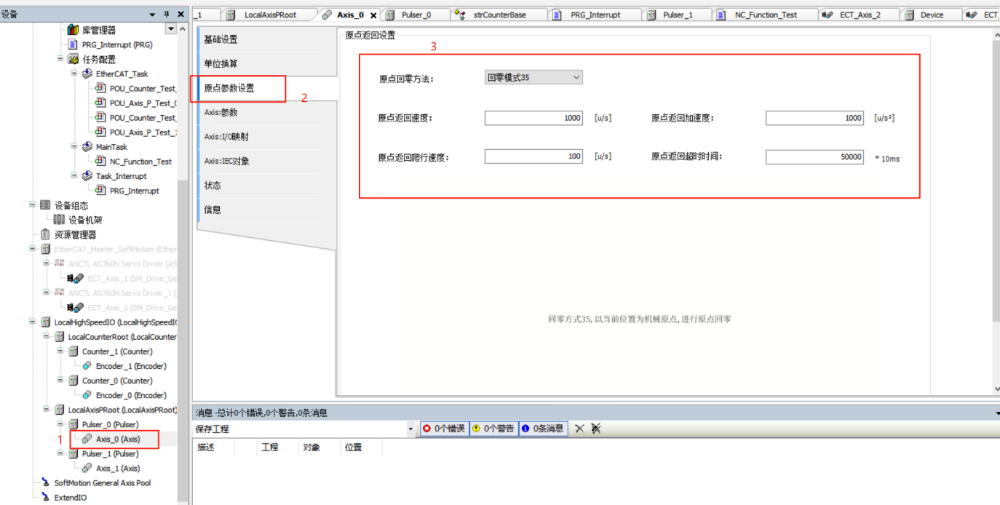 设备
_1
LocalAxisPRoot
Axis_0
Pulser_0
strCounterBase
PRG_Interrupt
Pulser_1
NC_Function_Test
ECT_Axis_2
Device
ECT_
库管理器
PRG_Interrupt (PRG)
任务配置
EtherCAT_Task
POU_Counter_Test_
POU_Axis_P_Test_0
POU_Counter_Test_
POU_Axis_P_Test_1
MainTask
NC_Function_Test
Task_Interrupt
PRG_Interrupt
设备组态
设备机架
资源管理器
EtherCAT_Master_SoftMotion (Ether
ANCTL AS760N Servo Driver (AS
ECT_Axis_1 (SM_Drive_Ge
ANCTL AS760N Servo Driver_1 (
ECT_Axis_2 (SM_Drive_Ge
LocalHighSpeedIO (LocalHighSpeedIO
LocalCounterRoot (LocalCounter
Counter_1 (Counter)
Encoder_1 (Encoder)
Counter_0 (Counter)
Encoder_0 (Encoder)
LocalAxisPRoot (LocalAxisPRoot)
Pulser_0 (Pulser)
1
Axis_0 (Axis)
Pulser_1 (Pulser)
Axis_1 (Axis)
SoftMotion General Axis Pool
ExtendIO
基础设置
单位换算
原点参数设置
2
Axis:参数
Axis:I/O映射
Axis:IEC对象
状态
信息
原点返回设置
3
原点回零方法: 回零模式35
原点返回速度: 1000 [u/s] 原点返回加速度: 1000 [u/s²]
原点返回爬行速度: 100 [u/s] 原点返回超时时间: 50000 * 10ms
回零方式35,以当前位置为机械原点,进行原点回零
消息 -总计0个错误,0个警告,0条消息
保存工程 0个错误 0个警告 0条消息
描述 工程 对象 位置